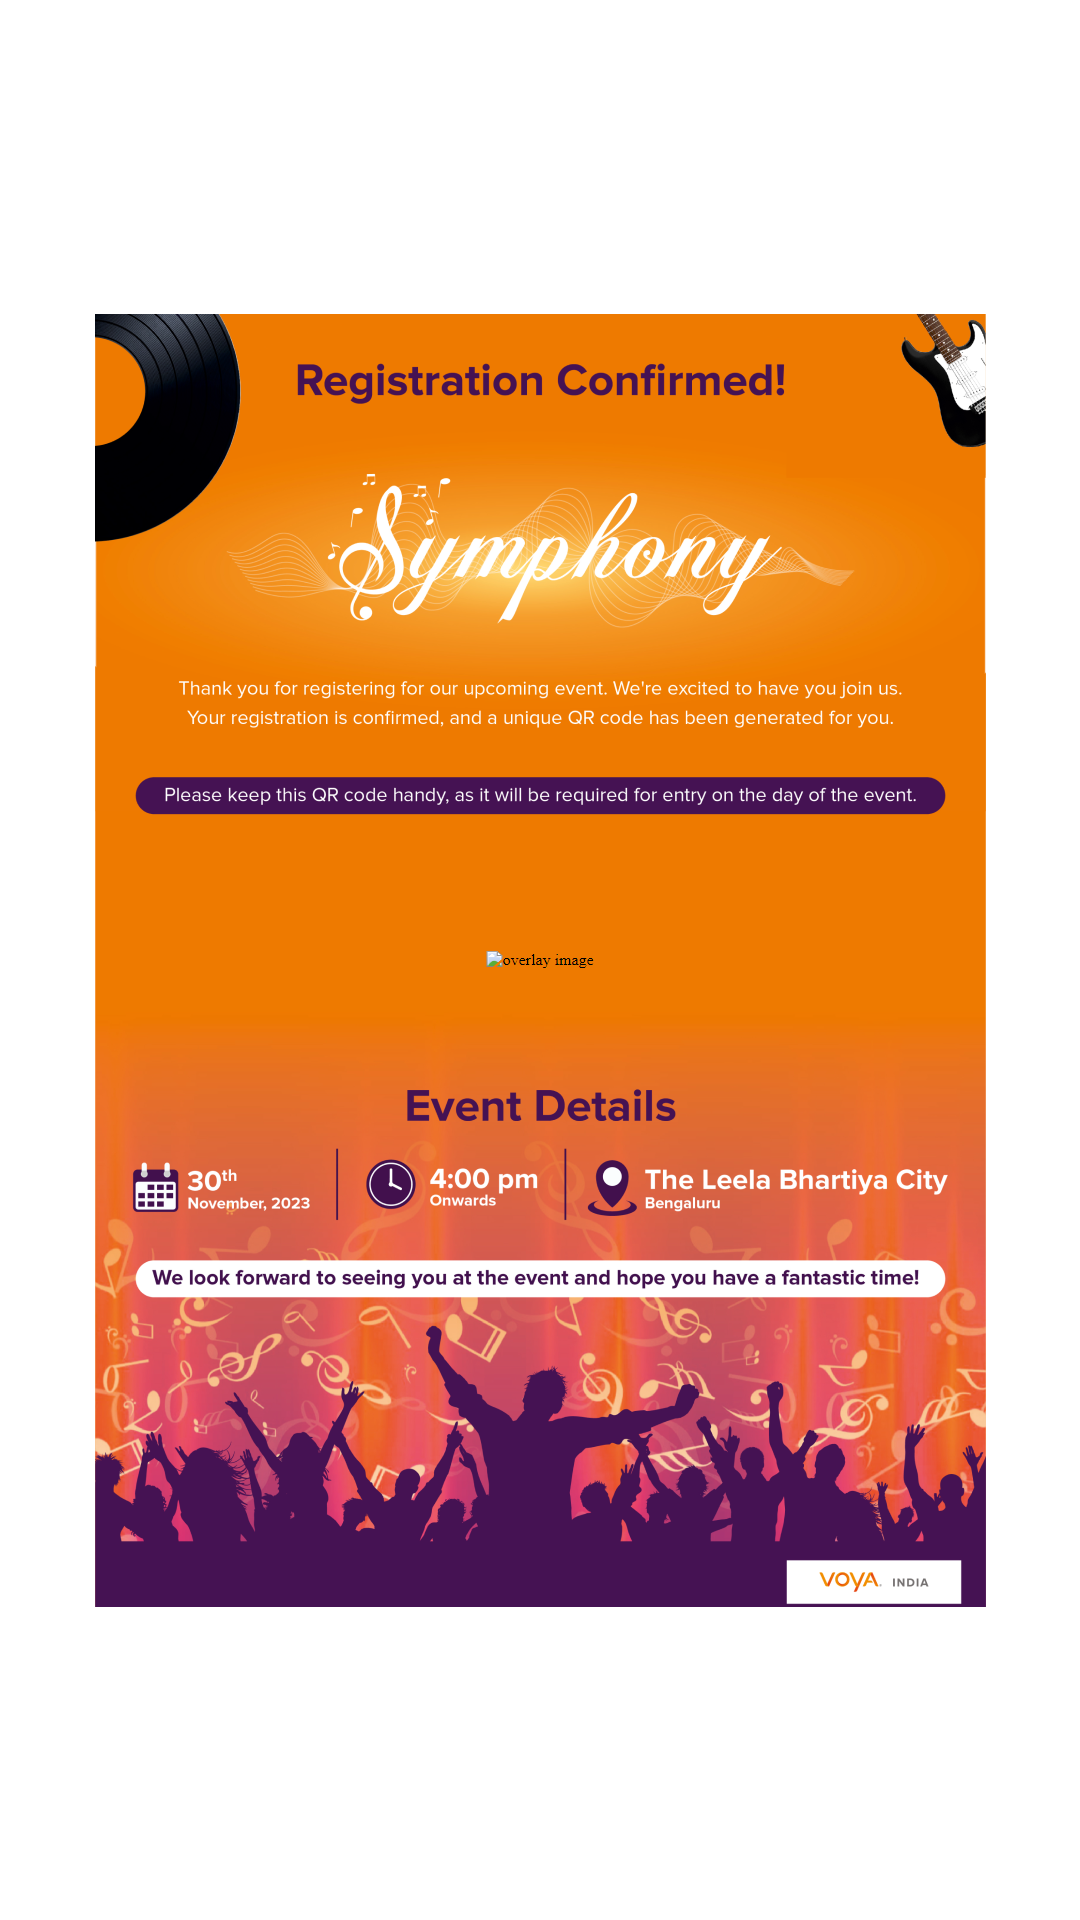 Registration Confirmed!
Symphony
Thank you for registering for our upcoming event. We're excited to have you join us.
Your registration is confirmed, and a unique QR code has been generated for you.
Please keep this QR code handy, as it will be required for entry on the day of the event.
overlay image
Event Details
30th
November, 2023
4:00 pm
Onwards
The Leela Bhartiya City
Bengaluru
We look forward to seeing you at the event and hope you have a fantastic time!
VOYA. INDIA